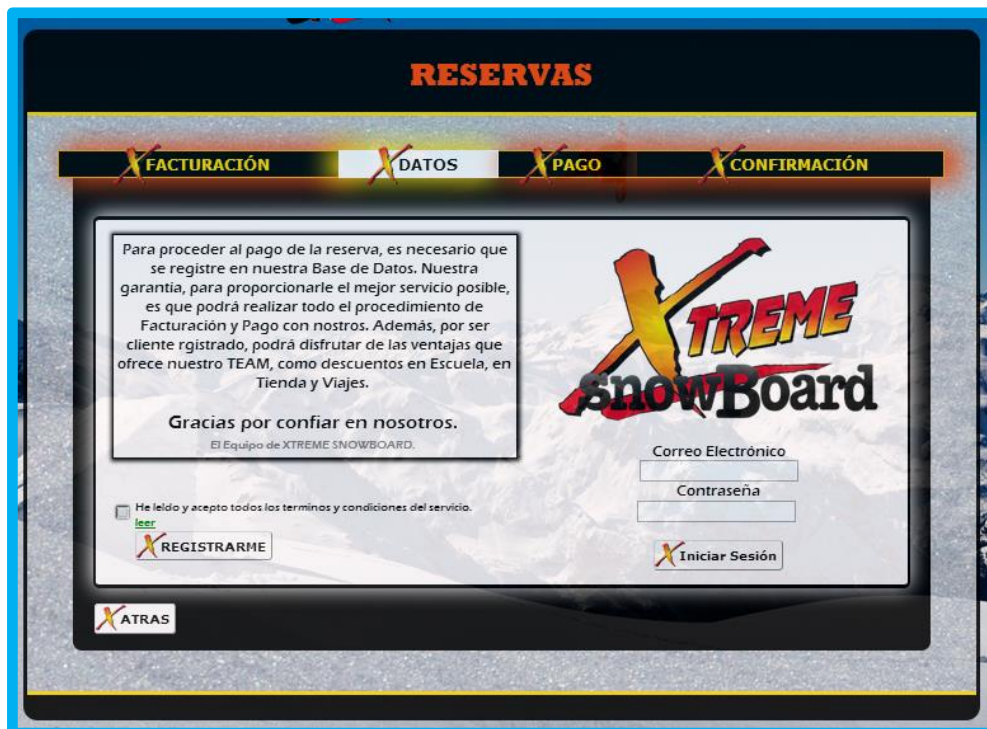 RESERVAS
FACTURACIÓN
DATOS
PAGO
CONFIRMACIÓN
Para proceder al pago de la reserva, es necesario que
se registre en nuestra Base de Datos. Nuestra
garantia, para proporcionarle el mejor servicio posible,
es que podrá realizar todo el procedimiento de
Facturación y Pago con nostros. Además, por ser
cliente rgistrado, podrá disfrutar de las ventajas que
ofrece nuestro TEAM, como descuentos en Escuela, en
Tienda y Viajes.
Gracias por confiar en nosotros.
El Equipo de XTREME SNOWBOARD.
He leído y acepto todos los terminos y condiciones del servicio.
leer
REGISTRARME
XTREME
snowBoard
Correo Electrónico
Contraseña
Iniciar Sesión
ATRAS